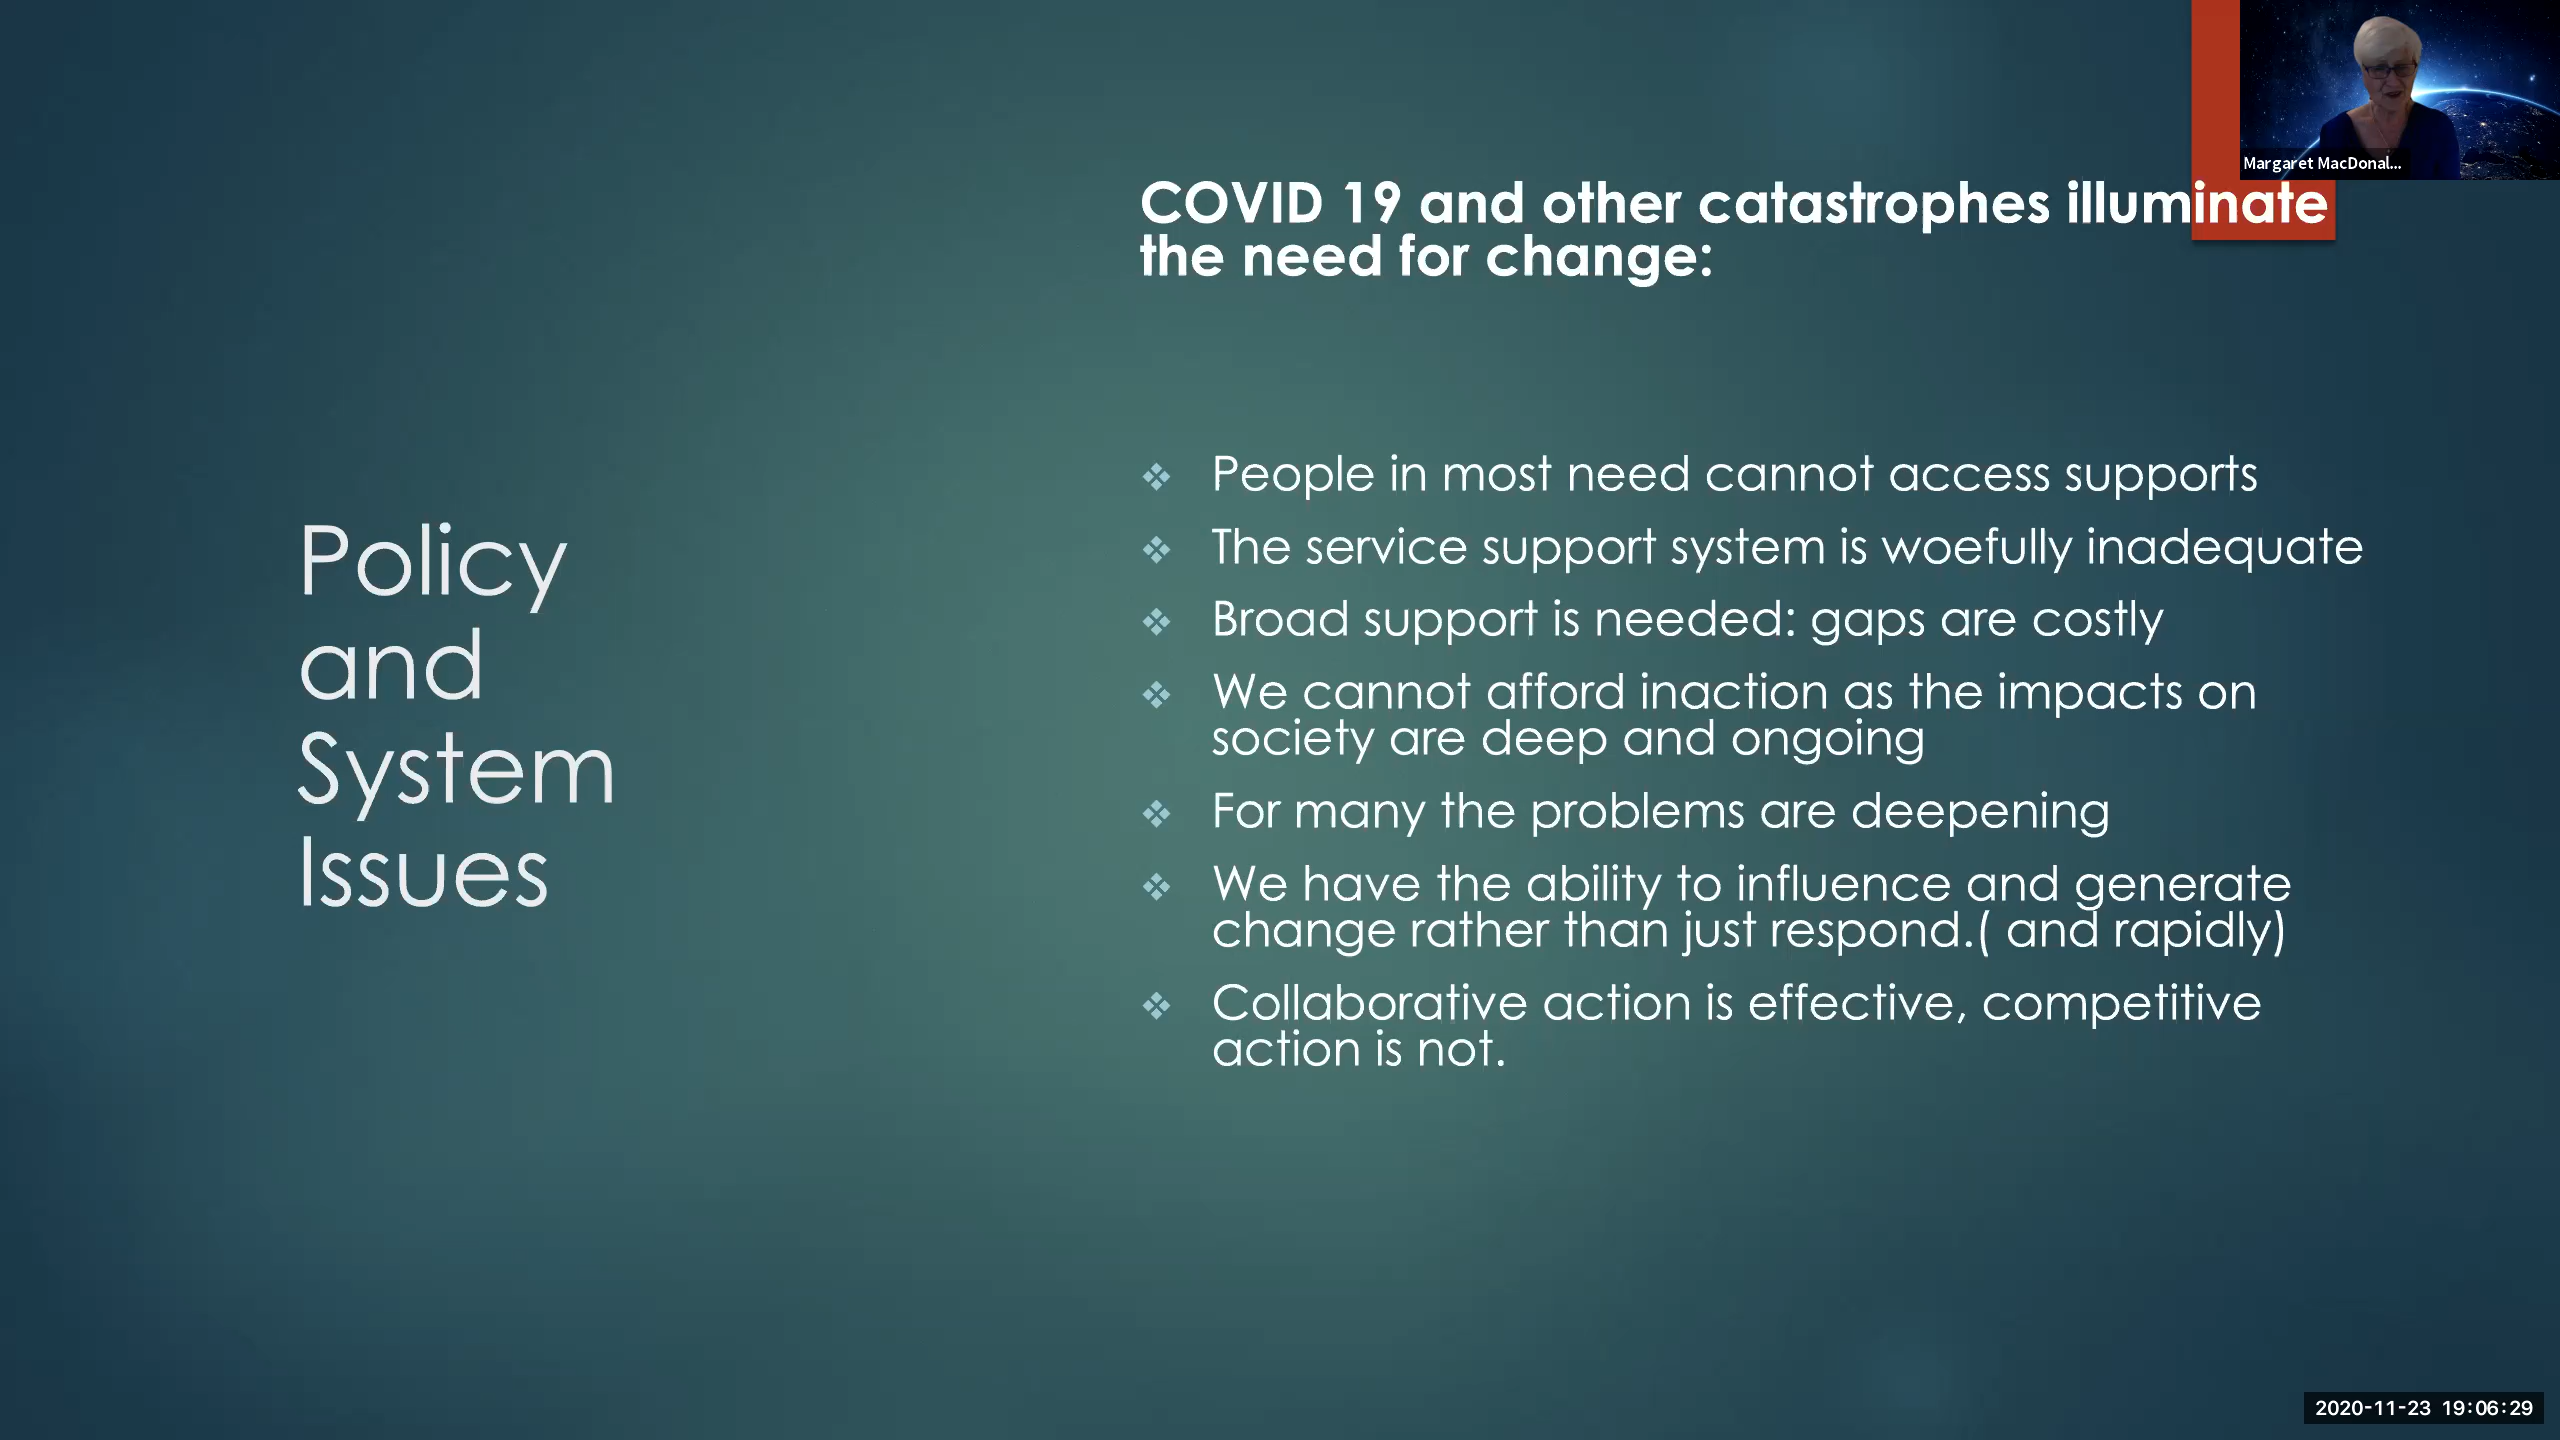 Margaret MacDonal...
COVID 19 and other catastrophes illuminate
the need for change:
Policy
and
System
Issues
❖ People in most need cannot access supports
❖ The service support system is woefully inadequate
❖ Broad support is needed: gaps are costly
❖ We cannot afford inaction as the impacts on
society are deep and ongoing
❖ For many the problems are deepening
❖ We have the ability to influence and generate
change rather than just respond.( and rapidly)
❖ Collaborative action is effective, competitive
action is not.
2020-11-23 19:06:29